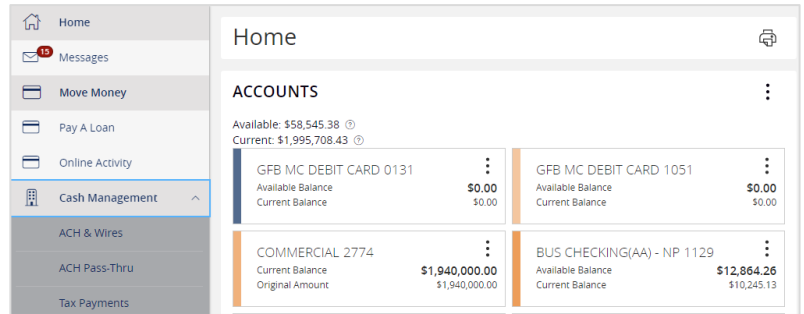 Home
15
Messages
Move Money
Pay A Loan
Online Activity
Cash Management
ACH & Wires
ACH Pass-Thru
Tax Payments
Home
ACCOUNTS
Available: $58,545.38 ?
Current: $1,995,708.43 ?
GFB MC DEBIT CARD 0131
Available Balance $0.00
Current Balance $0.00
GFB MC DEBIT CARD 1051
Available Balance $0.00
Current Balance $0.00
COMMERCIAL 2774
Current Balance $1,940,000.00
Original Amount $1,940,000.00
BUS CHECKING(AA) - NP 1129
Available Balance $12,864.26
Current Balance $10,245.13